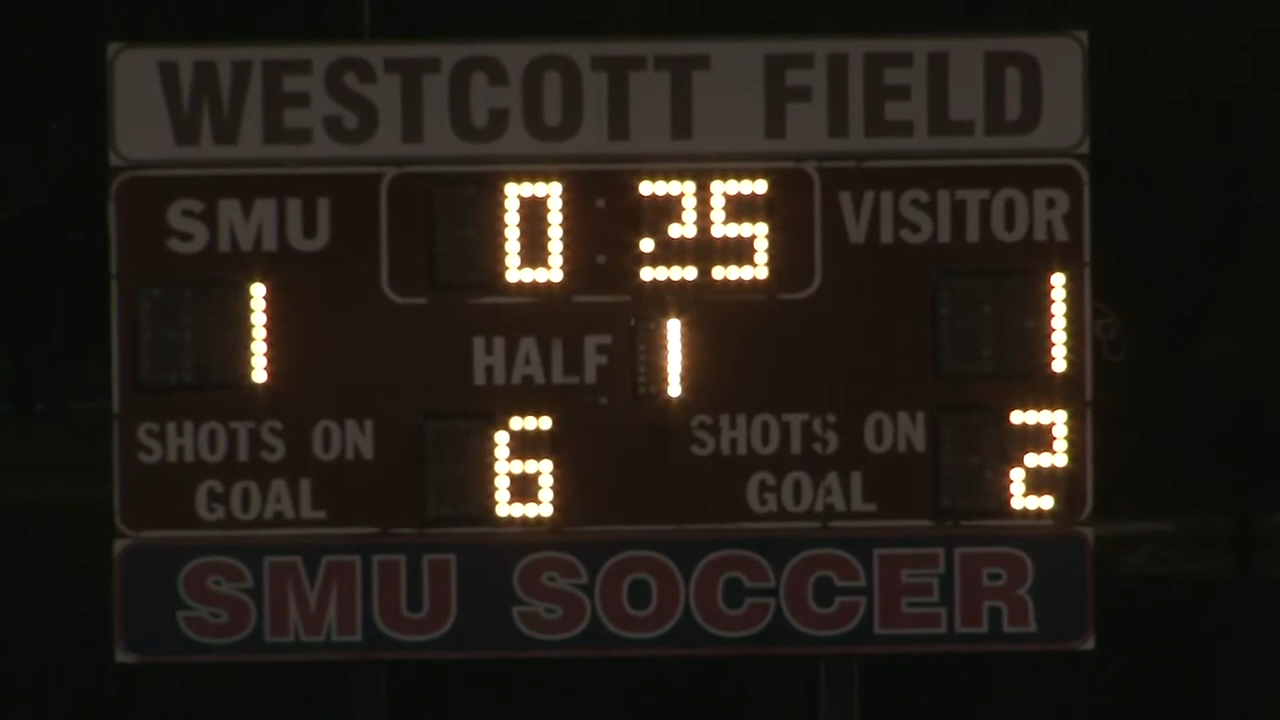 WESTCOTT FIELD
SMU 0:25 VISITOR
1 HALF 1 1
SHOTS ON GOAL 6 SHOTS ON GOAL 2
SMU SOCCER